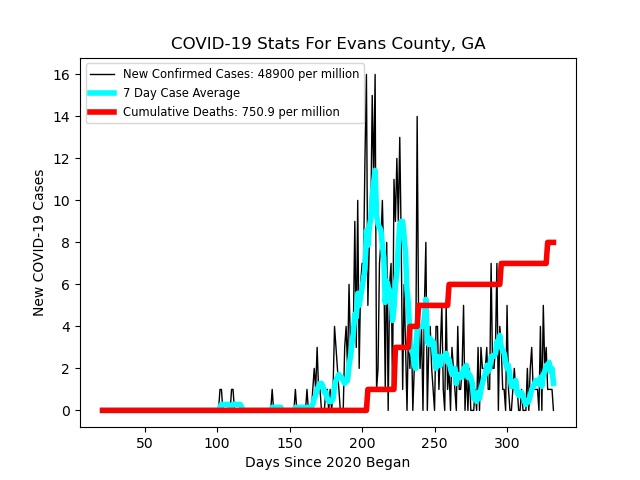 COVID-19 Stats For Evans County, GA
New Confirmed Cases: 48900 per million
7 Day Case Average
Cumulative Deaths: 750.9 per million
New COVID-19 Cases
16
14
12
10
8
6
4
2
0
50
100
150
200
250
300
Days Since 2020 Began